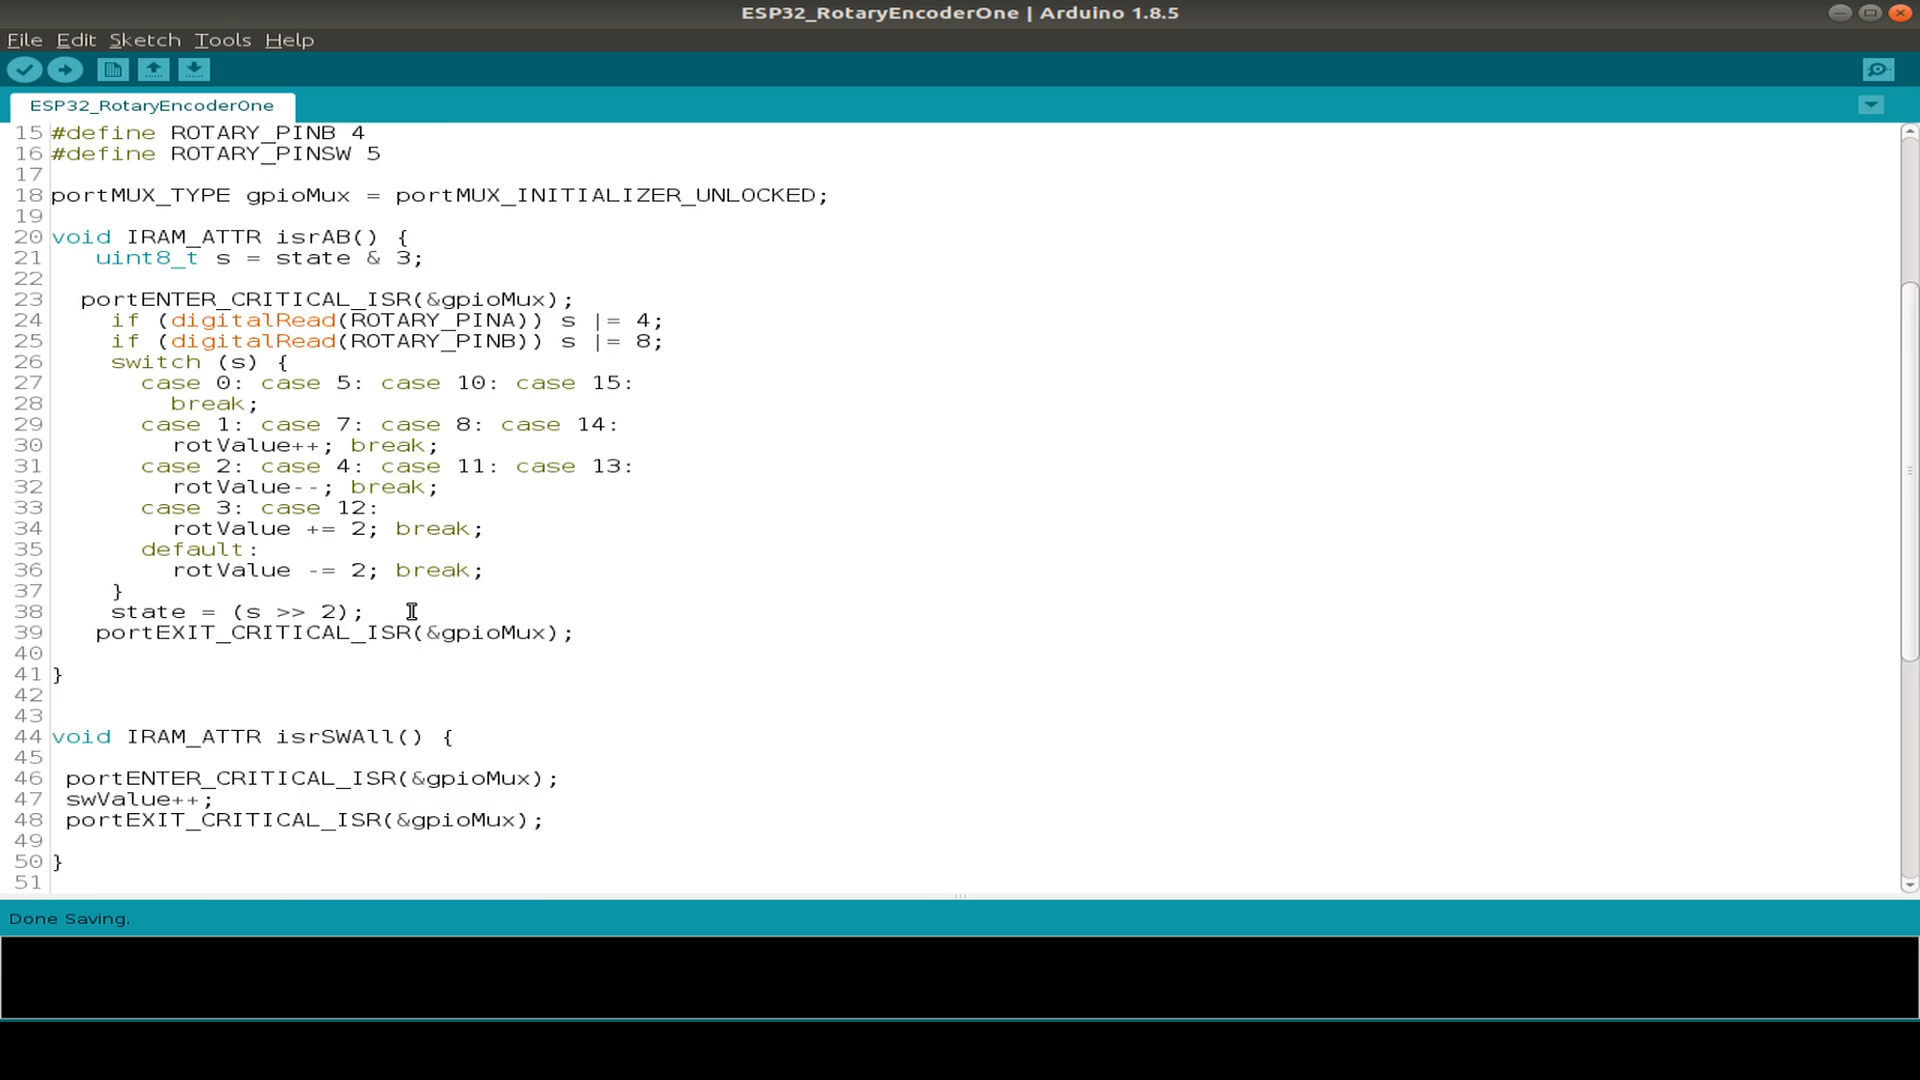 ESP32_RotaryEncoderOne | Arduino 1.8.5
File Edit Sketch Tools Help
ESP32_RotaryEncoderOne
15 #define ROTARY_PINB 4
16 #define ROTARY_PINSW 5
17
18 portMUX_TYPE gpioMux = portMUX_INITIALIZER_UNLOCKED;
19
20 void IRAM_ATTR isrAB() {
21    uint8_t s = state & 3;
22
23   portENTER_CRITICAL_ISR(&gpioMux);
24     if (digitalRead(ROTARY_PINA)) s |= 4;
25     if (digitalRead(ROTARY_PINB)) s |= 8;
26     switch (s) {
27       case 0: case 5: case 10: case 15:
28         break;
29       case 1: case 7: case 8: case 14:
30         rotValue++; break;
31       case 2: case 4: case 11: case 13:
32         rotValue--; break;
33       case 3: case 12:
34         rotValue += 2; break;
35       default:
36         rotValue -= 2; break;
37     }
38     state = (s >> 2);
39    portEXIT_CRITICAL_ISR(&gpioMux);
40
41 }
42
43
44 void IRAM_ATTR isrSWAll() {
45
46  portENTER_CRITICAL_ISR(&gpioMux);
47  swValue++;
48  portEXIT_CRITICAL_ISR(&gpioMux);
49
50 }
51
Done Saving.